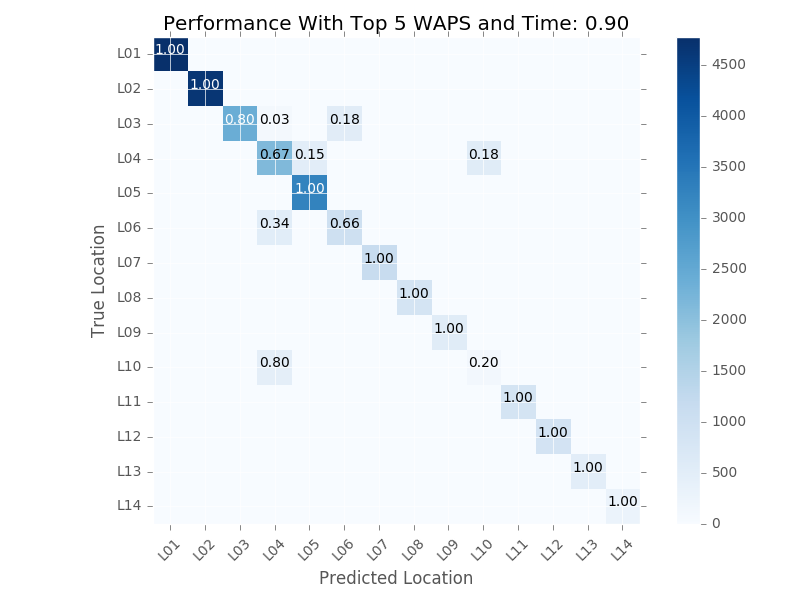 Performance With Top 5 WAPS and Time: 0.90
L01 1.00
L02 1.00
L03 0.80 0.03 0.18
L04 0.67 0.15 0.18
L05 1.00
L06 0.34 0.66
L07 1.00
L08 1.00
L09 1.00
L10 0.80 0.20
L11 1.00
L12 1.00
L13 1.00
L14 1.00
True Location
L01 L02 L03 L04 L05 L06 L07 L08 L09 L10 L11 L12 L13 L14
Predicted Location
4500
4000
3500
3000
2500
2000
1500
1000
500
0